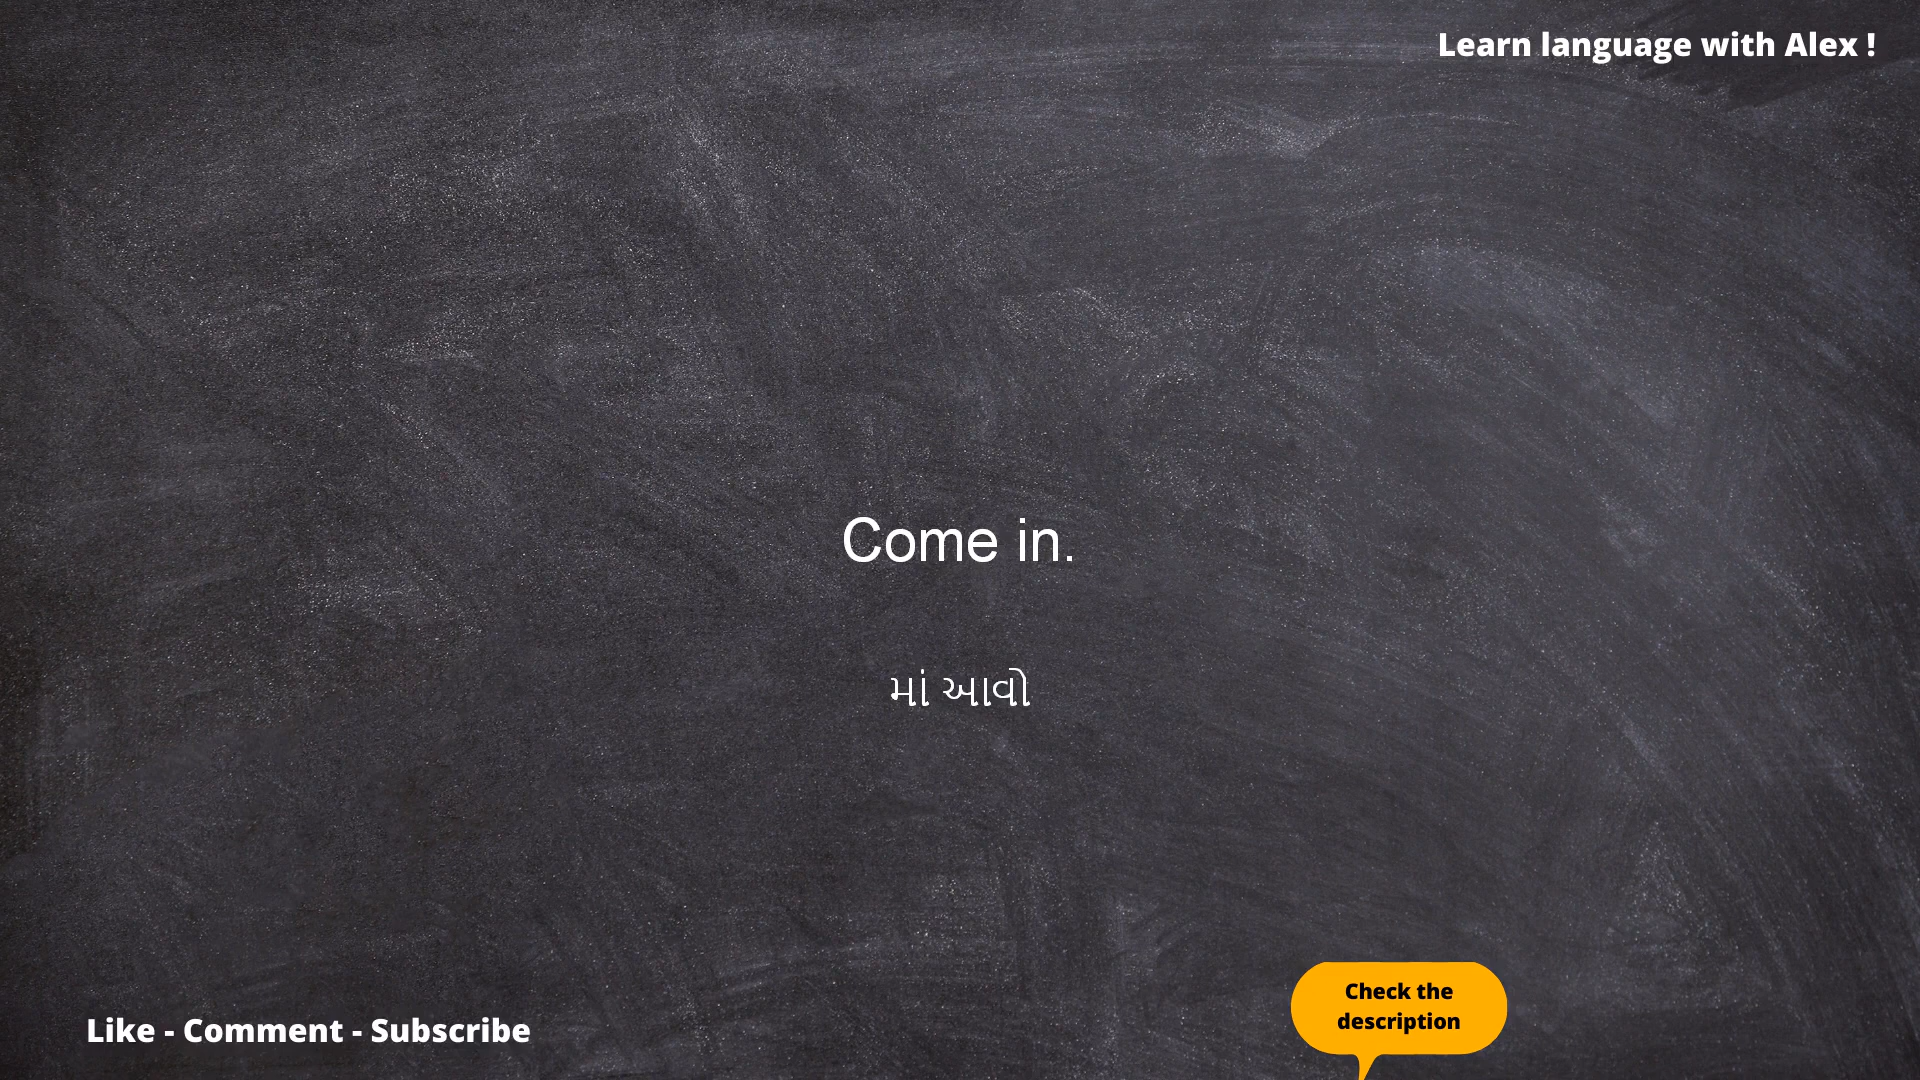 Learn language with Alex !
Come in.
માં આવો
Check the
description
Like - Comment - Subscribe